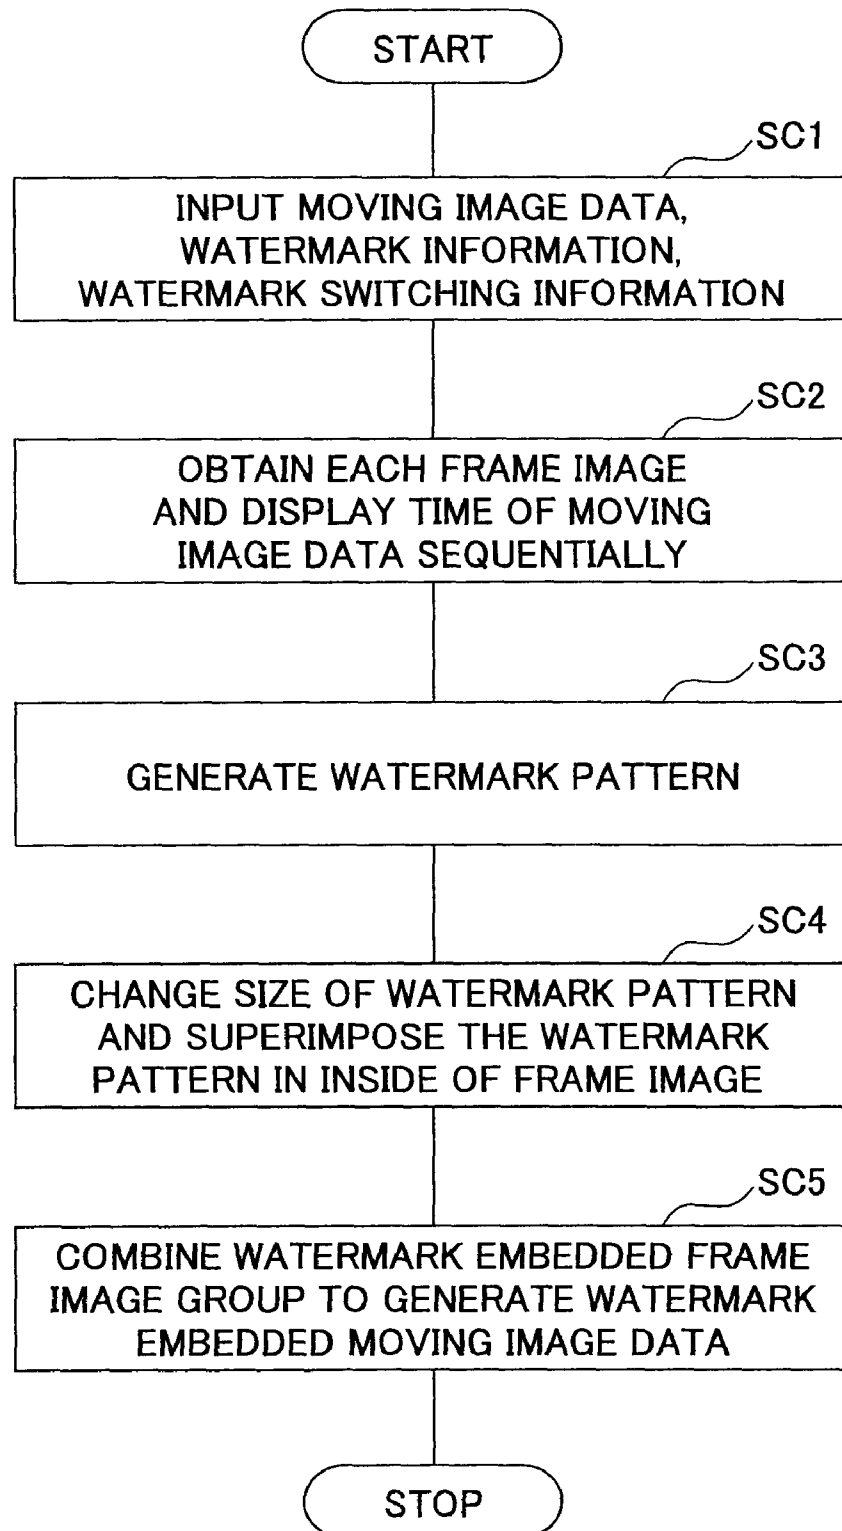 START
SC1
INPUT MOVING IMAGE DATA,
WATERMARK INFORMATION,
WATERMARK SWITCHING INFORMATION
SC2
OBTAIN EACH FRAME IMAGE
AND DISPLAY TIME OF MOVING
IMAGE DATA SEQUENTIALLY
SC3
GENERATE WATERMARK PATTERN
SC4
CHANGE SIZE OF WATERMARK PATTERN
AND SUPERIMPOSE THE WATERMARK
PATTERN IN INSIDE OF FRAME IMAGE
SC5
COMBINE WATERMARK EMBEDDED FRAME
IMAGE GROUP TO GENERATE WATERMARK
EMBEDDED MOVING IMAGE DATA
STOP